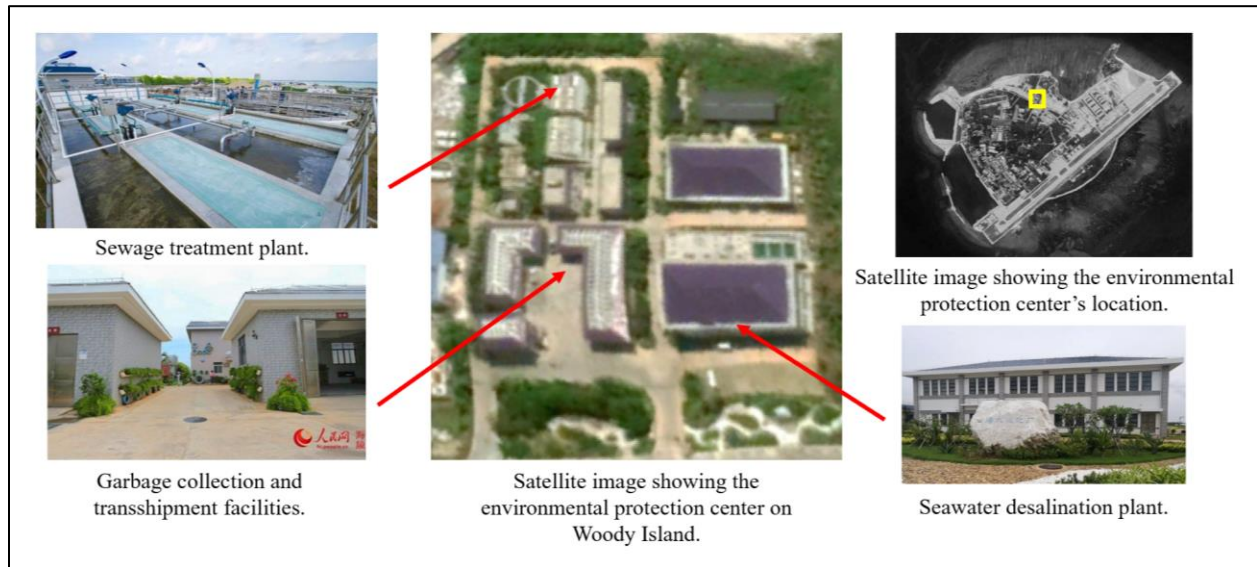 Sewage treatment plant.
Satellite image showing the environmental
protection center’s location.
人民网
Garbage collection and
transshipment facilities.
Satellite image showing the
environmental protection center on
Woody Island.
Seawater desalination plant.